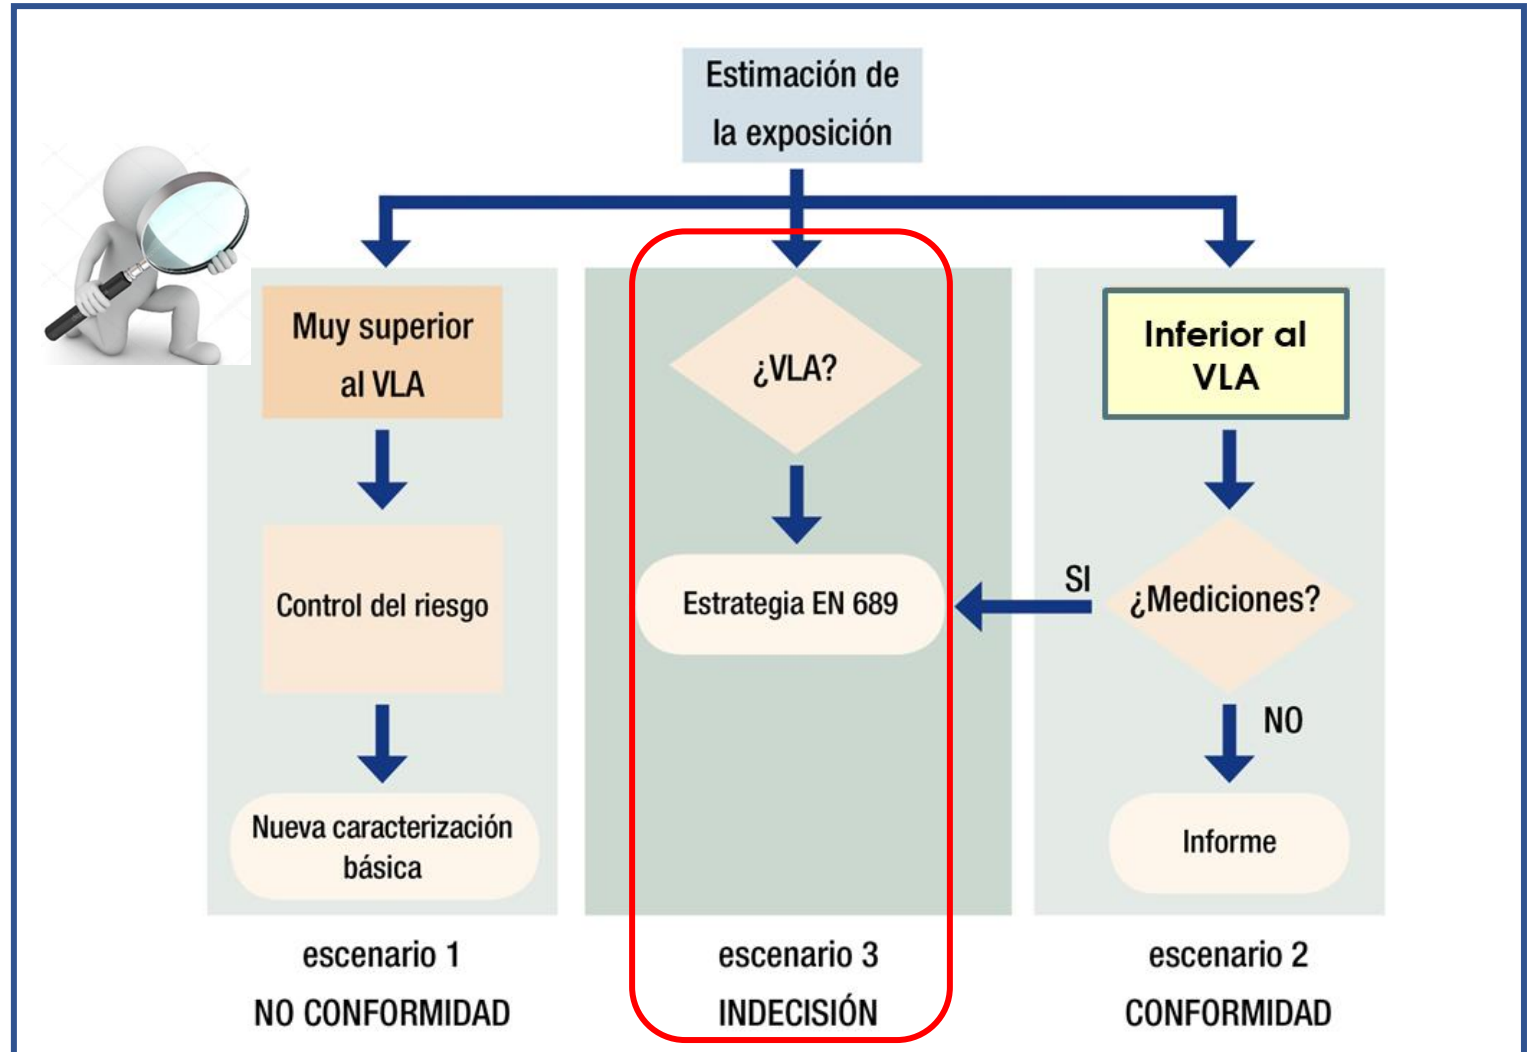 Estimación de
la exposición
Muy superior
al VLA
¿VLA?
Inferior al
VLA
Control del riesgo
Estrategia EN 689
SI
¿Mediciones?
NO
Nueva caracterización
básica
Informe
escenario 1
NO CONFORMIDAD
escenario 3
INDECISIÓN
escenario 2
CONFORMIDAD